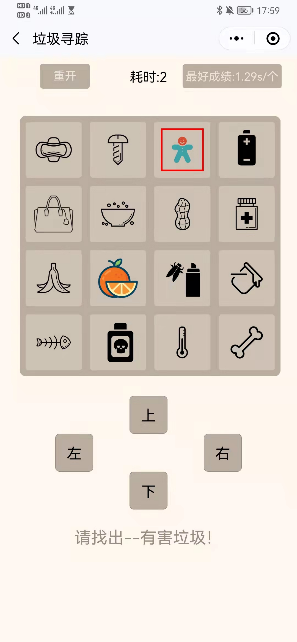 17:59
垃圾寻踪
重开
耗时:2
最好成绩:1.29s/个
上
左
右
下
请找出--有害垃圾!